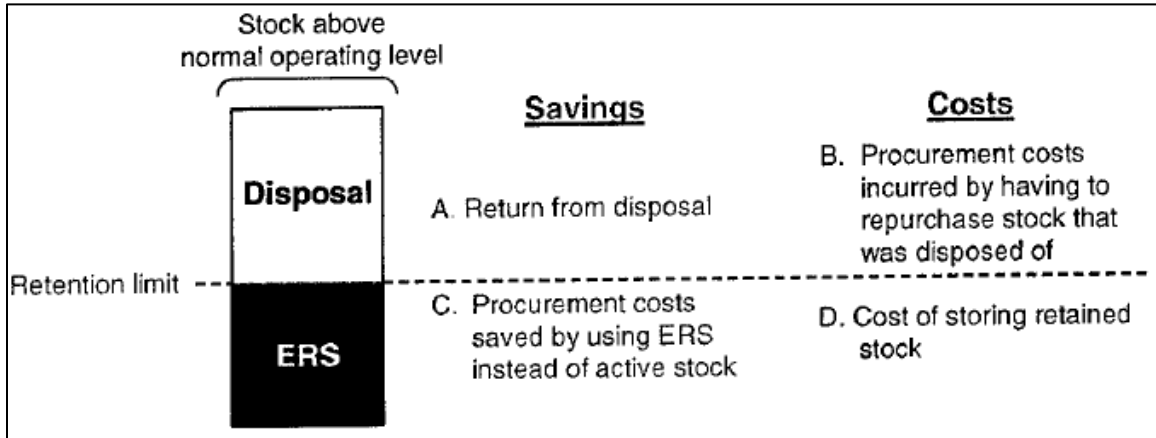 Stock above
normal operating level
Savings
Costs
Disposal
A. Return from disposal
B. Procurement costs
incurred by having to
repurchase stock that
was disposed of
Retention limit
ERS
C. Procurement costs
saved by using ERS
instead of active stock
D. Cost of storing retained
stock